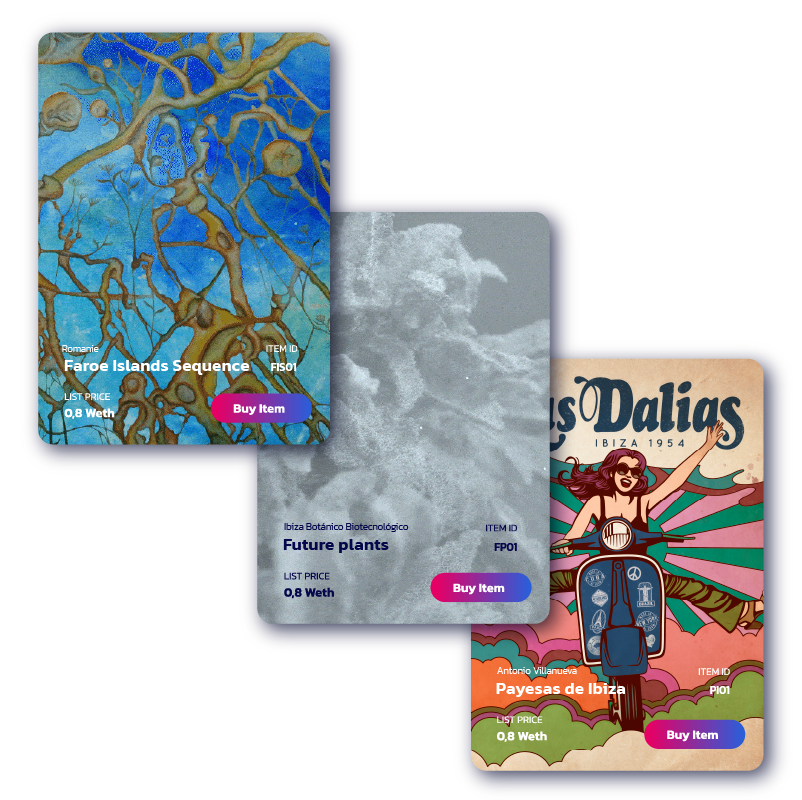 Romanie
ITEM ID
Faroe Islands Sequence
FIS01
LIST PRICE
0,8 Weth
Buy Item
Ibiza Botánico Biotecnológico
ITEM ID
Future plants
FP01
LIST PRICE
0,8 Weth
Buy Item
as Dalias
IBIZA 1954
Antonio Villanueva
ITEM ID
Payesas de Ibiza
PI01
LIST PRICE
0,8 Weth
Buy Item